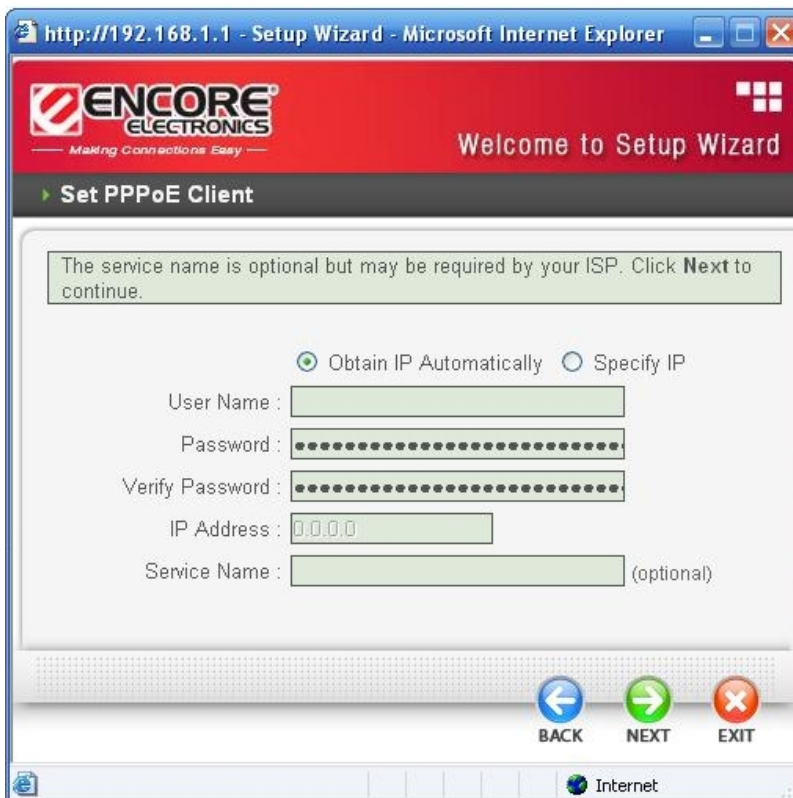 http://192.168.1.1 - Setup Wizard - Microsoft Internet Explorer
ENCORE
ELECTRONICS
Making Connections Easy
Welcome to Setup Wizard
Set PPPoE Client
The service name is optional but may be required by your ISP. Click Next to
continue.
Obtain IP Automatically Specify IP
User Name :
Password :
Verify Password :
IP Address : 0.0.0.0
Service Name : (optional)
BACK NEXT EXIT
Internet